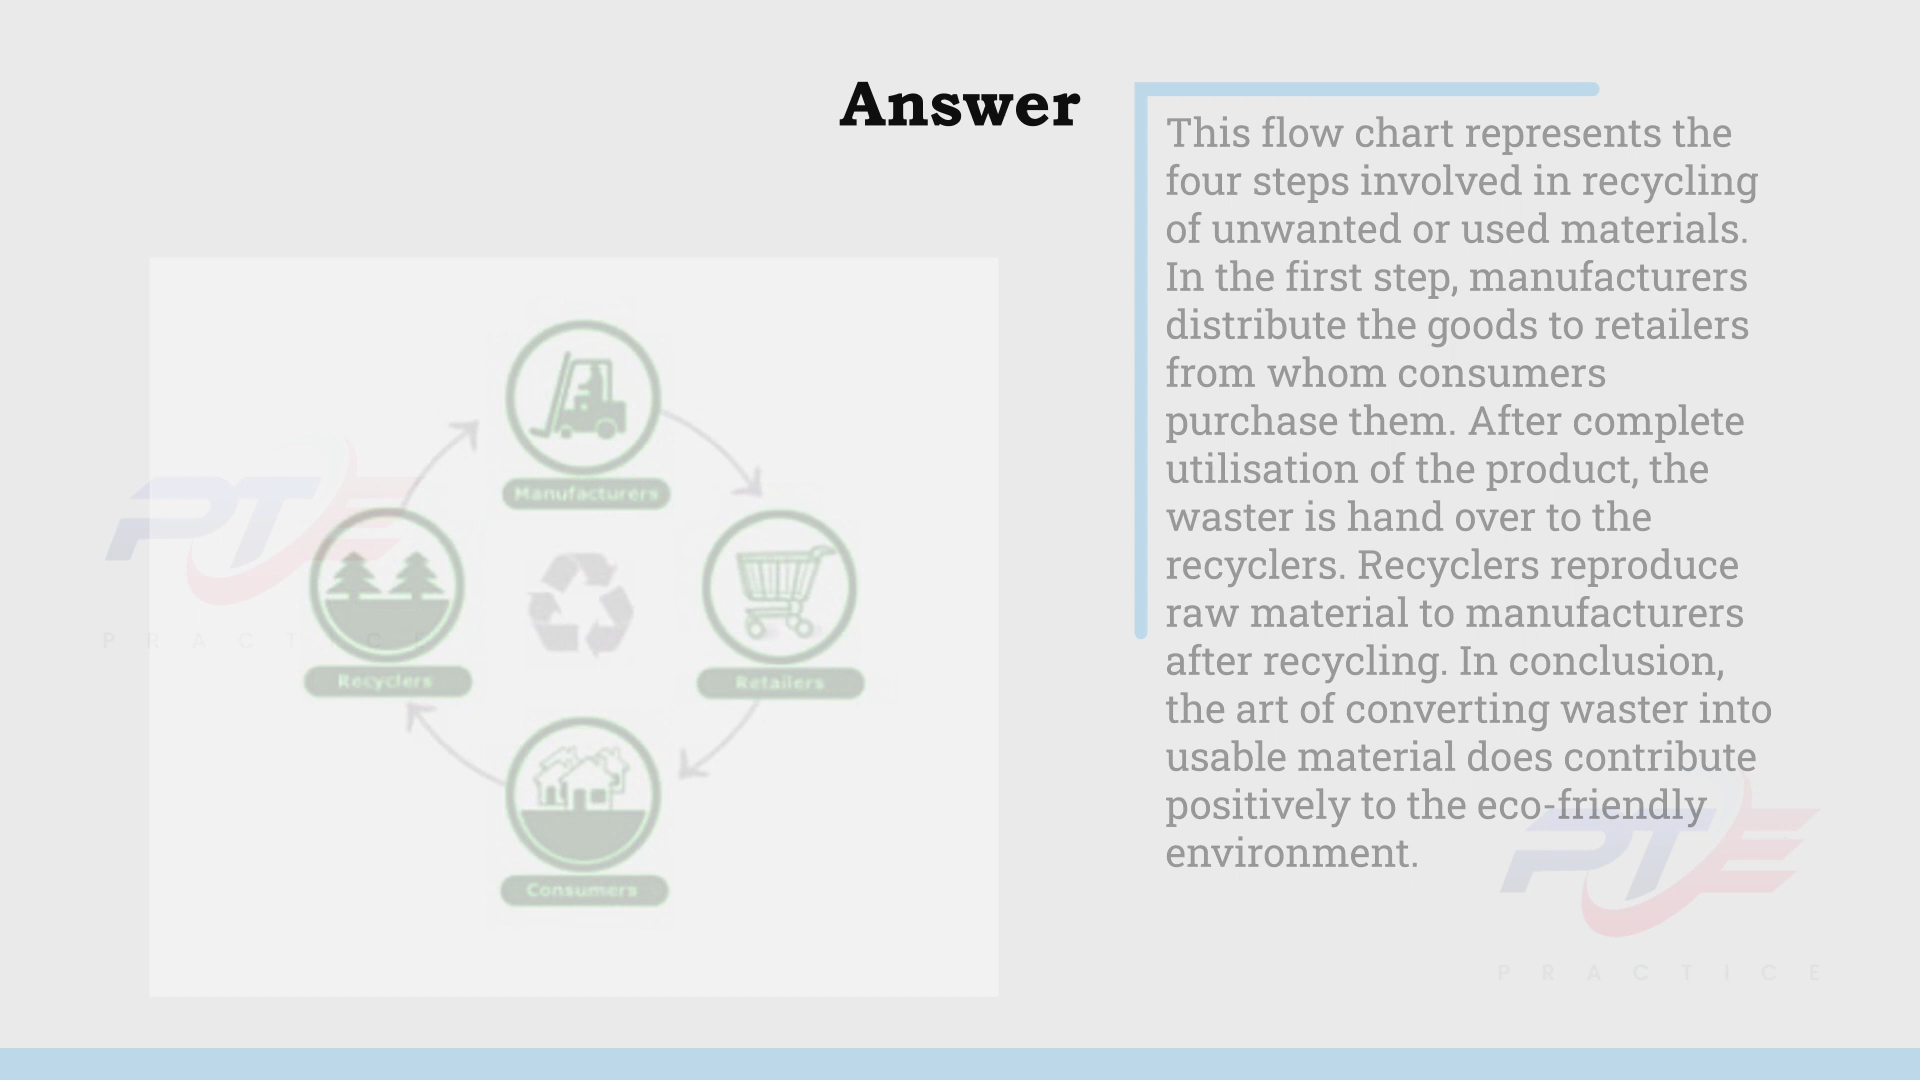 Answer
This flow chart represents the
four steps involved in recycling
of unwanted or used materials.
In the first step, manufacturers
distribute the goods to retailers
from whom consumers
purchase them. After complete
utilisation of the product, the
waster is hand over to the
recyclers. Recyclers reproduce
raw material to manufacturers
after recycling. In conclusion,
the art of converting waster into
usable material does contribute
positively to the eco-friendly
environment.
Manufacturers
Recyclers
Retailers
Consumers
PTE
PRACTICE
PTE
PRACTICE